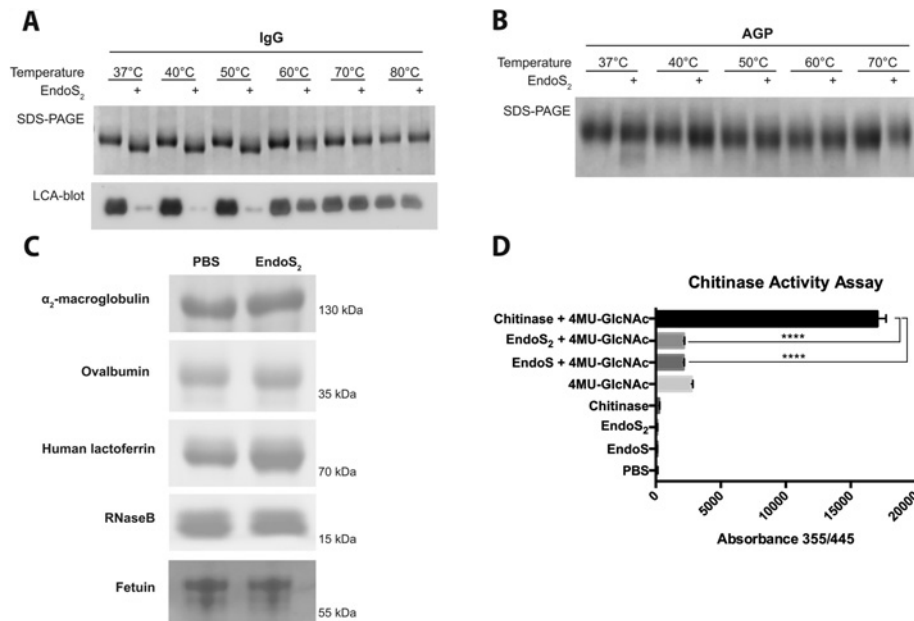 A
IgG
Temperature 37°C 40°C 50°C 60°C 70°C 80°C
EndoS₂ + + + + + +
SDS-PAGE
LCA-blot
B
AGP
Temperature 37°C 40°C 50°C 60°C 70°C
EndoS₂ + + + + +
SDS-PAGE
C
PBS EndoS₂
α₂-macroglobulin 130 kDa
Ovalbumin 35 kDa
Human lactoferrin 70 kDa
RNaseB 15 kDa
Fetuin 55 kDa
D
Chitinase Activity Assay
Chitinase + 4MU-GlcNAc
EndoS₂ + 4MU-GlcNAc ****
EndoS + 4MU-GlcNAc ****
4MU-GlcNAc
Chitinase
EndoS₂
EndoS
PBS
0 5000 10000 15000 20000
Absorbance 355/445